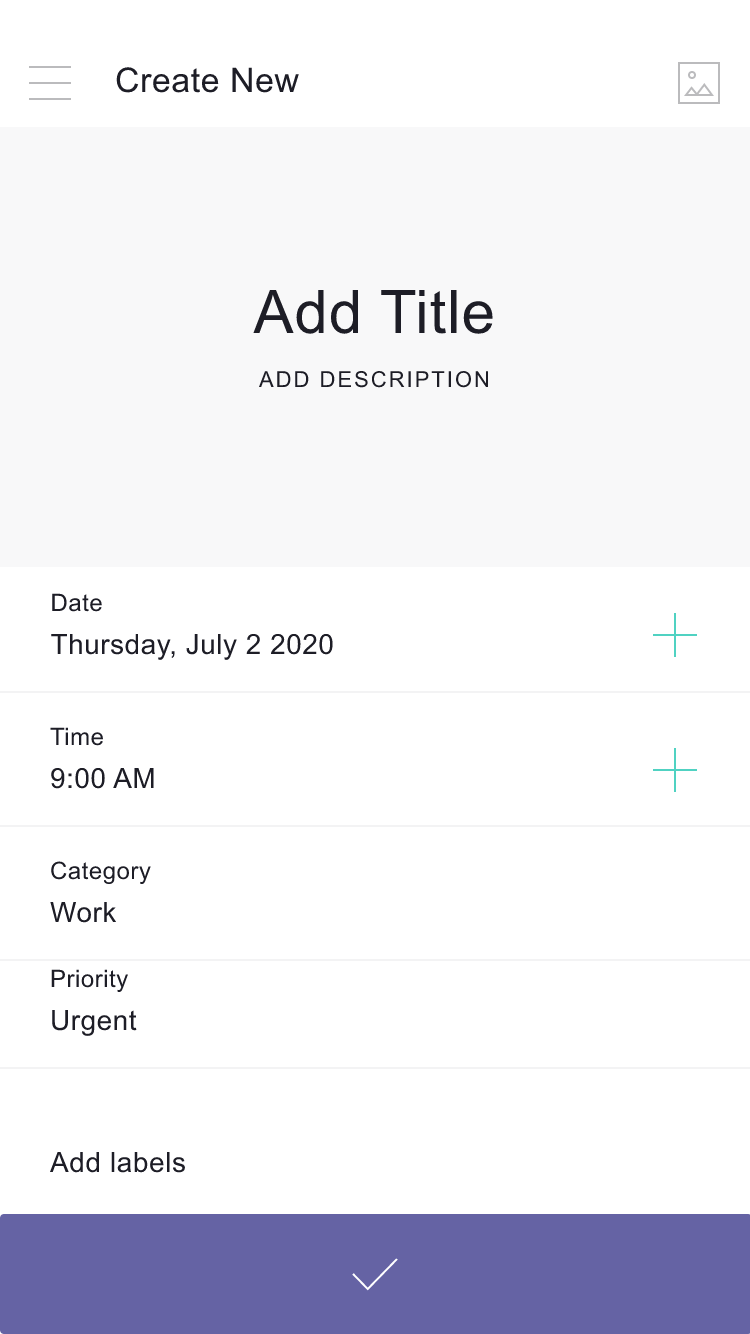 Create New
Add Title
ADD DESCRIPTION
Date
Thursday, July 2 2020
Time
9:00 AM
Category
Work
Priority
Urgent
Add labels